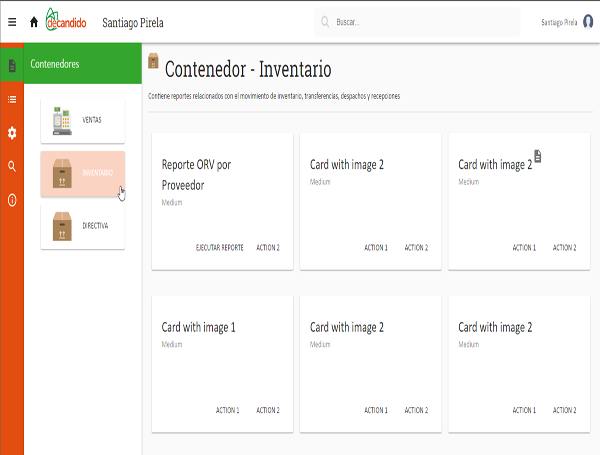 decandido
Santiago Pirela
Buscar...
Santiago Pirela
Contenedores
VENTAS
INVENTARIO
DIRECTIVA
Contenedor - Inventario
Contiene reportes relacionados con el movimiento de inventario, transferencias, despachos y recepciones
Reporte ORV por
Proveedor
Medium
EJECUTAR REPORTE ACTION 2
Card with image 2
Medium
ACTION 1 ACTION 2
Card with image 2
Medium
ACTION 1 ACTION 2
Card with image 1
Medium
ACTION 1 ACTION 2
Card with image 2
Medium
ACTION 1 ACTION 2
Card with image 2
Medium
ACTION 1 ACTION 2